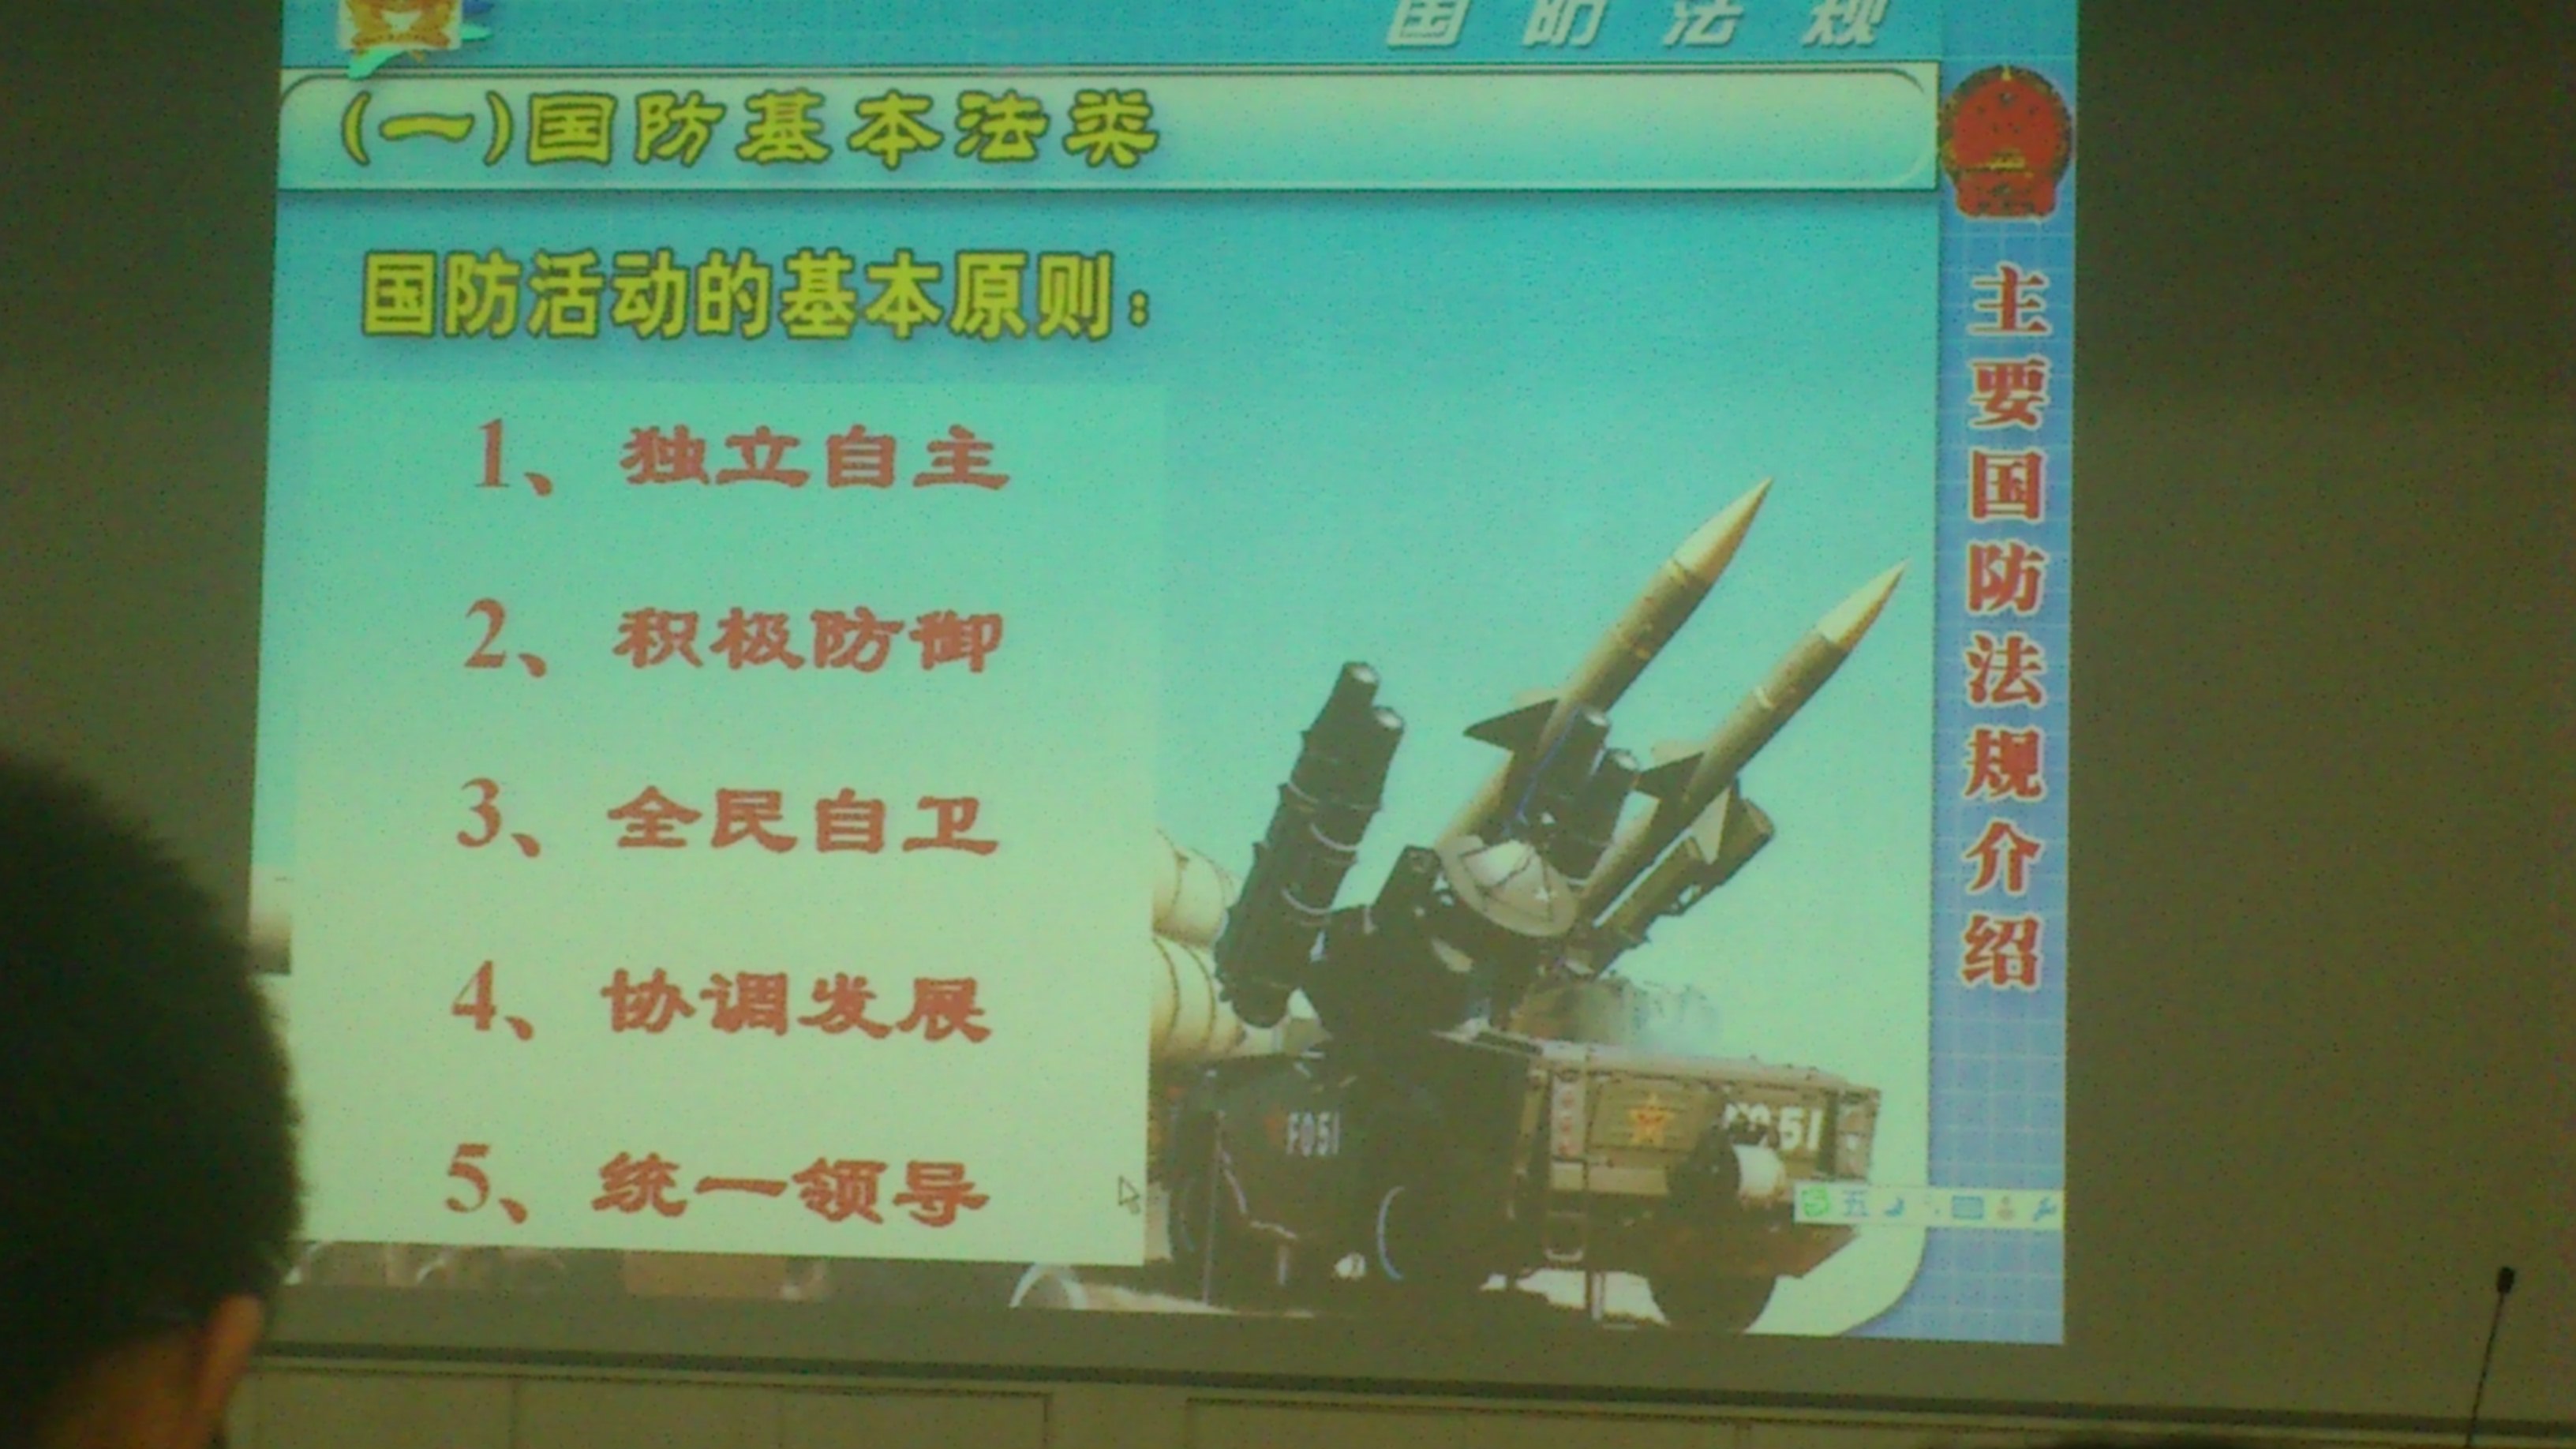 国防法规
(一)国防基本法类
国防活动的基本原则：
1、独立自主
2、积极防御
3、全民自卫
4、协调发展
5、统一领导
主要国防法规介绍
F051
五